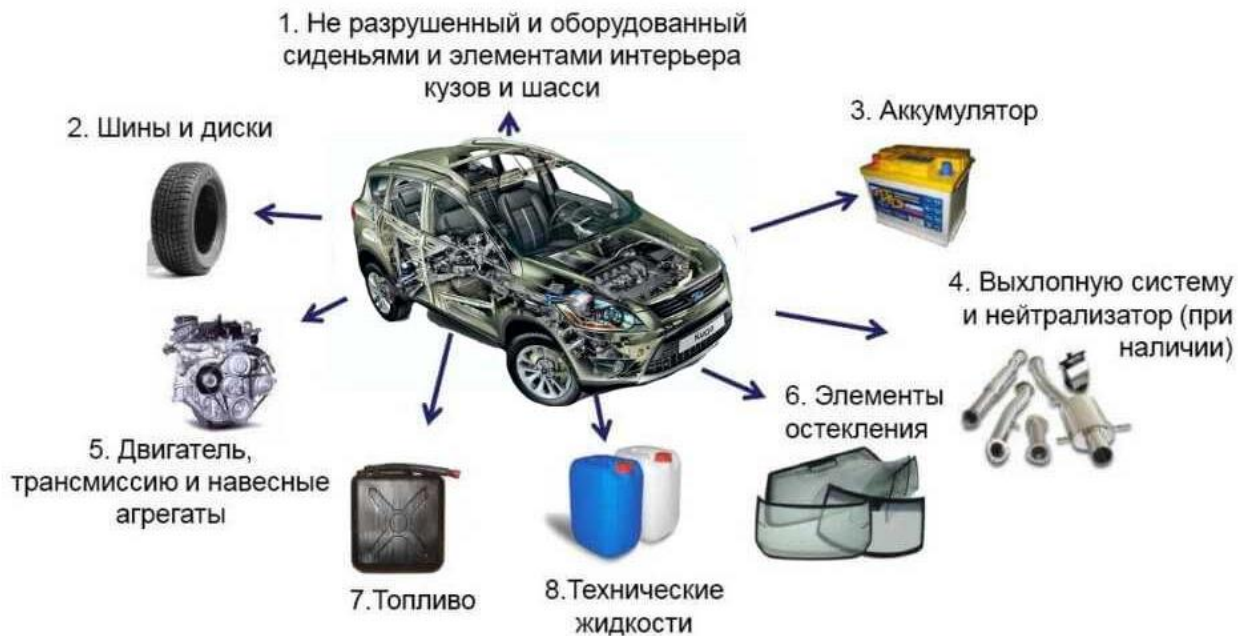 1. Не разрушенный и оборудованный
сиденьями и элементами интерьера
кузов и шасси
2. Шины и диски
3. Аккумулятор
4. Выхлопную систему
и нейтрализатор (при
наличии)
5. Двигатель,
трансмиссию и навесные
агрегаты
6. Элементы
остекления
7.Топливо
8.Технические
жидкости